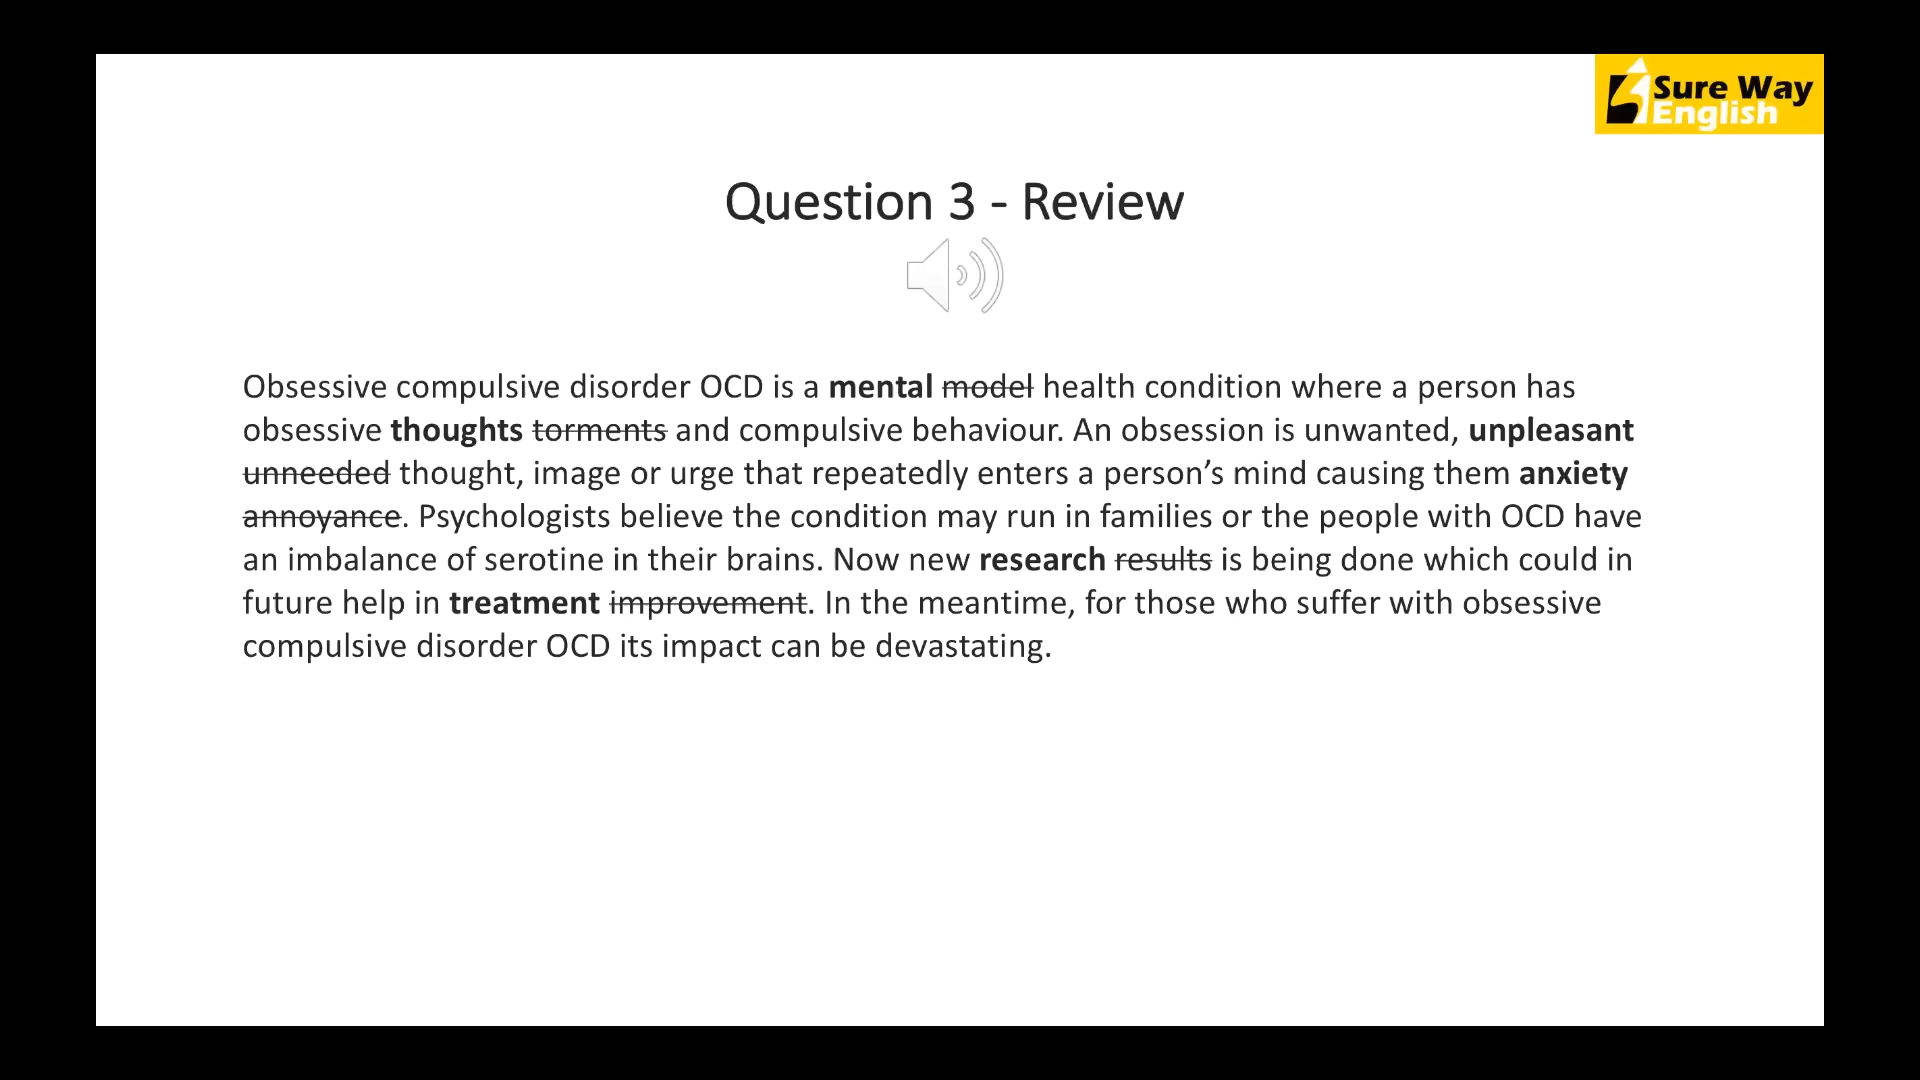 Sure Way
English
Question 3 - Review
Obsessive compulsive disorder OCD is a mental model health condition where a person has
obsessive thoughts torments and compulsive behaviour. An obsession is unwanted, unpleasant
unneeded thought, image or urge that repeatedly enters a person’s mind causing them anxiety
annoyance. Psychologists believe the condition may run in families or the people with OCD have
an imbalance of serotine in their brains. Now new research results is being done which could in
future help in treatment improvement. In the meantime, for those who suffer with obsessive
compulsive disorder OCD its impact can be devastating.